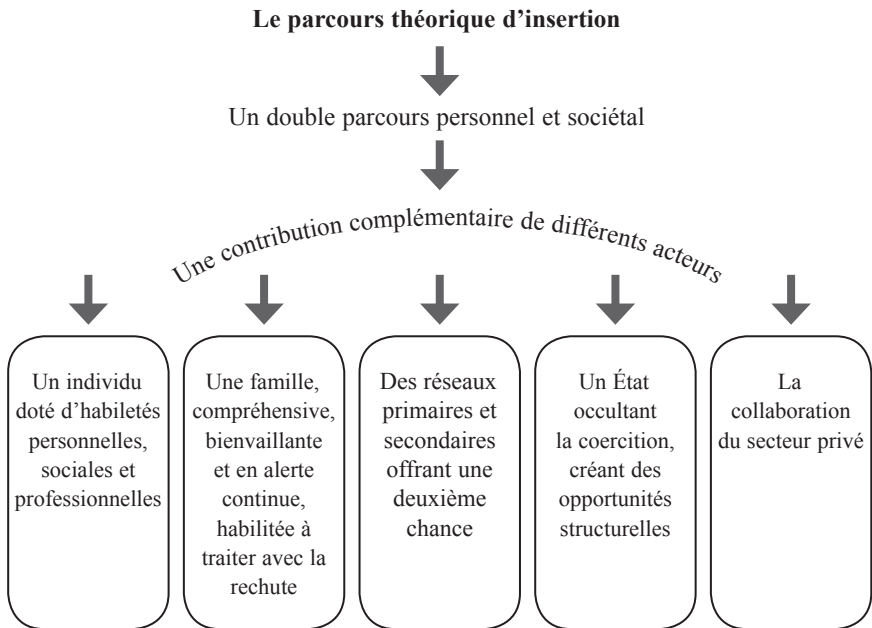 Le parcours théorique d’insertion
Un double parcours personnel et sociétal
Une contribution complémentaire de différents acteurs
Un individu
doté d’habiletés
personnelles,
sociales et
professionnelles
Une famille,
compréhensive,
bienvaillante
et en alerte
continue,
habilitée à
traiter avec la
rechute
Des réseaux
primaires et
secondaires
offrant une
deuxième
chance
Un État
occultant
la coercition,
créant des
opportunités
structurelles
La
collaboration
du secteur privé